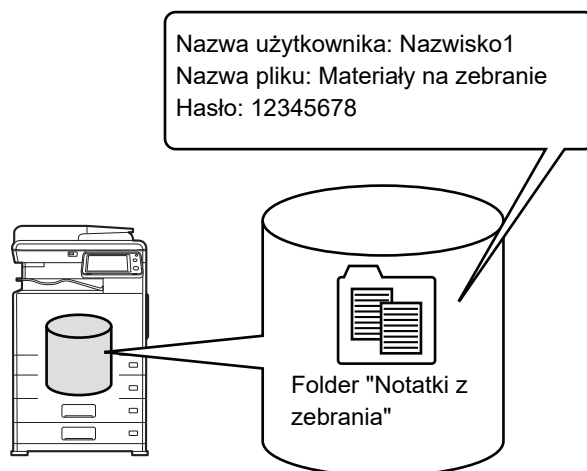 Nazwa użytkownika: Nazwisko1
Nazwa pliku: Materiały na zebranie
Hasło: 12345678
Folder "Notatki z
zebrania"